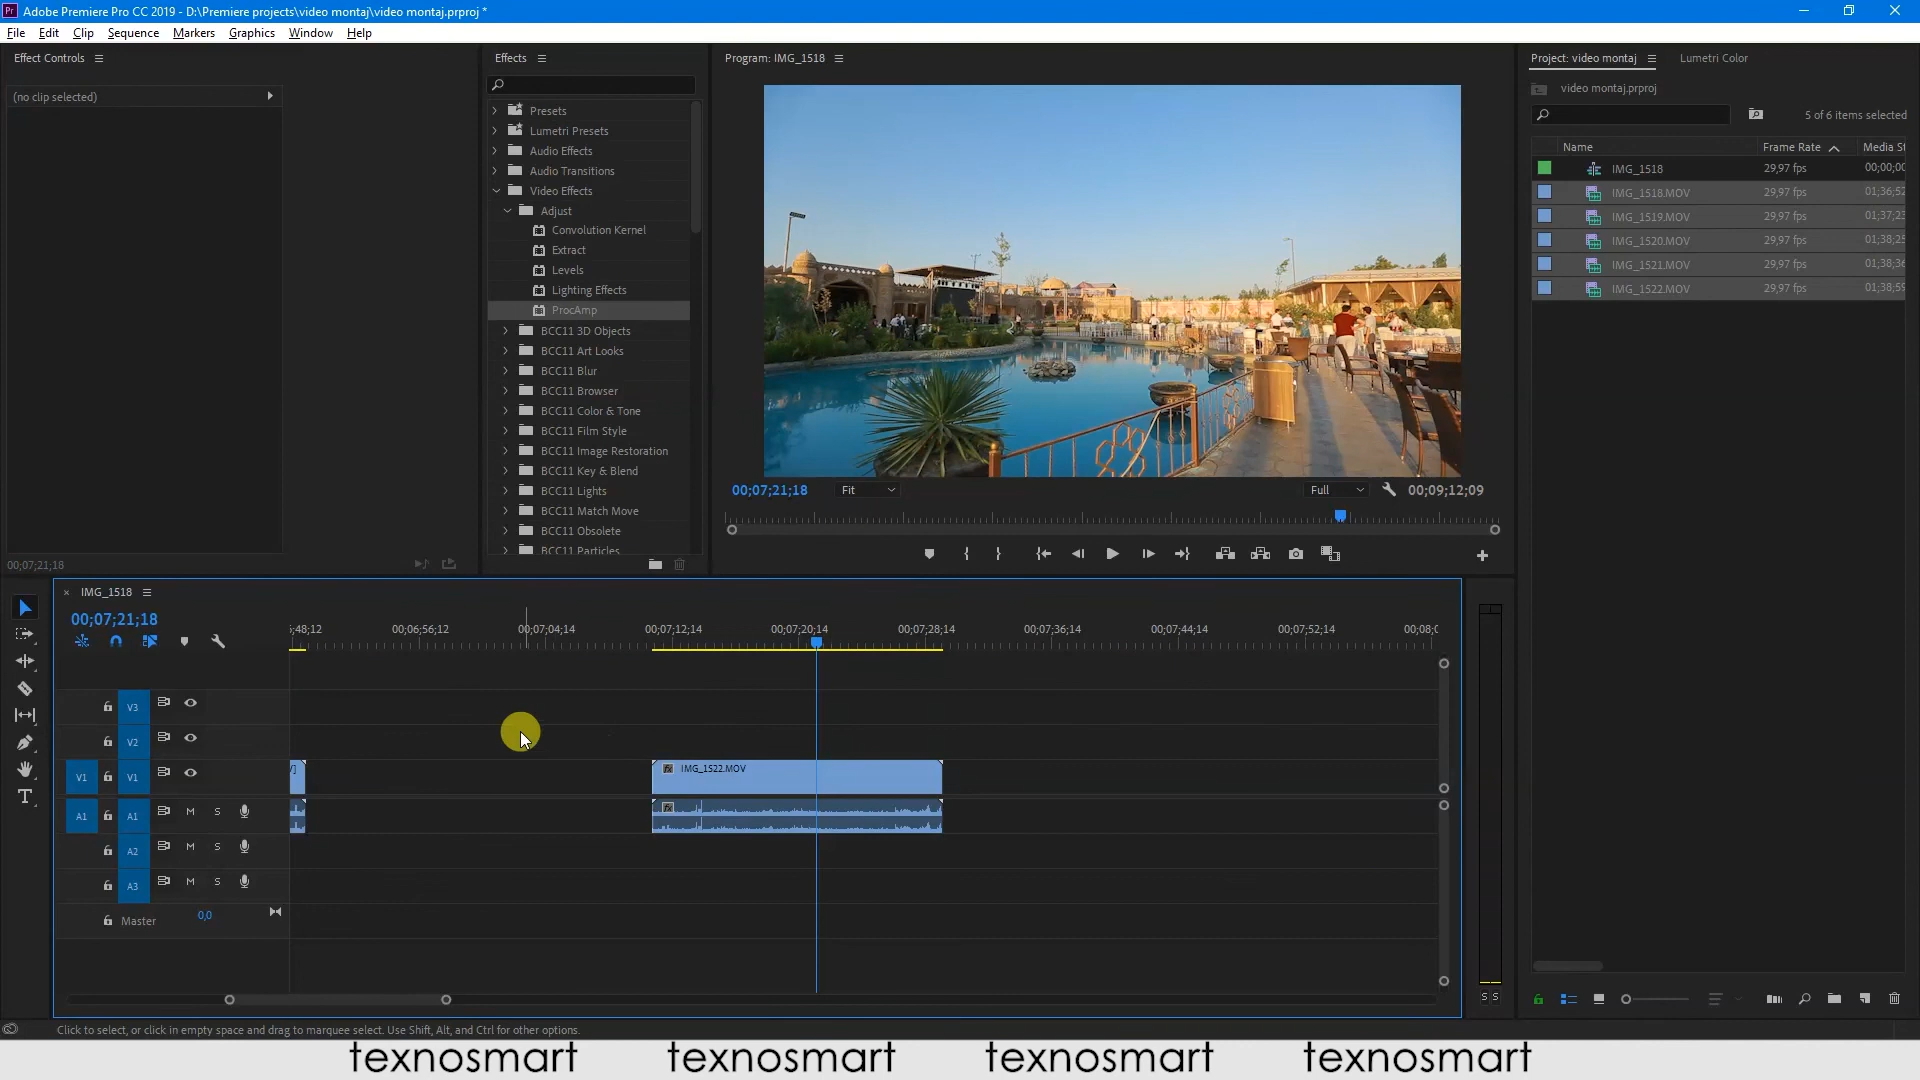 Adobe Premiere Pro CC 2019 - D:\Premiere projects\video montaj\video montaj.prproj *
File Edit Clip Sequence Markers Graphics Window Help
Effect Controls
(no clip selected)
00;07;21;18
Effects
Presets
Lumetri Presets
Audio Effects
Audio Transitions
Video Effects
Adjust
Convolution Kernel
Extract
Levels
Lighting Effects
ProcAmp
BCC11 3D Objects
BCC11 Art Looks
BCC11 Blur
BCC11 Browser
BCC11 Color & Tone
BCC11 Film Style
BCC11 Image Restoration
BCC11 Key & Blend
BCC11 Lights
BCC11 Match Move
BCC11 Obsolete
BCC11 Particles
Program: IMG_1518
00;07;21;18 Fit Full 00;09;12;09
Project: video montaj Lumetri Color
video montaj.prproj
5 of 6 items selected
Name Frame Rate Media St
IMG_1518 29,97 fps 00;00;00
IMG_1518.MOV 29,97 fps 01;36;52
IMG_1519.MOV 29,97 fps 01;37;23
IMG_1520.MOV 29,97 fps 01;38;25
IMG_1521.MOV 29,97 fps 01;38;36
IMG_1522.MOV 29,97 fps 01;38;59
IMG_1518
00;07;21;18
;48;12 00;06;56;12 00;07;04;14 00;07;12;14 00;07;20;14 00;07;28;14 00;07;36;14 00;07;44;14 00;07;52;14 00;08;0
V3
V2
V1 V1 V] fx IMG_1522.MOV
A1 A1 M S fx
A2 M S
A3 M S
Master 0,0
S S
Click to select, or click in empty space and drag to marquee select. Use Shift, Alt, and Ctrl for other options.
texnosmart texnosmart texnosmart texnosmart